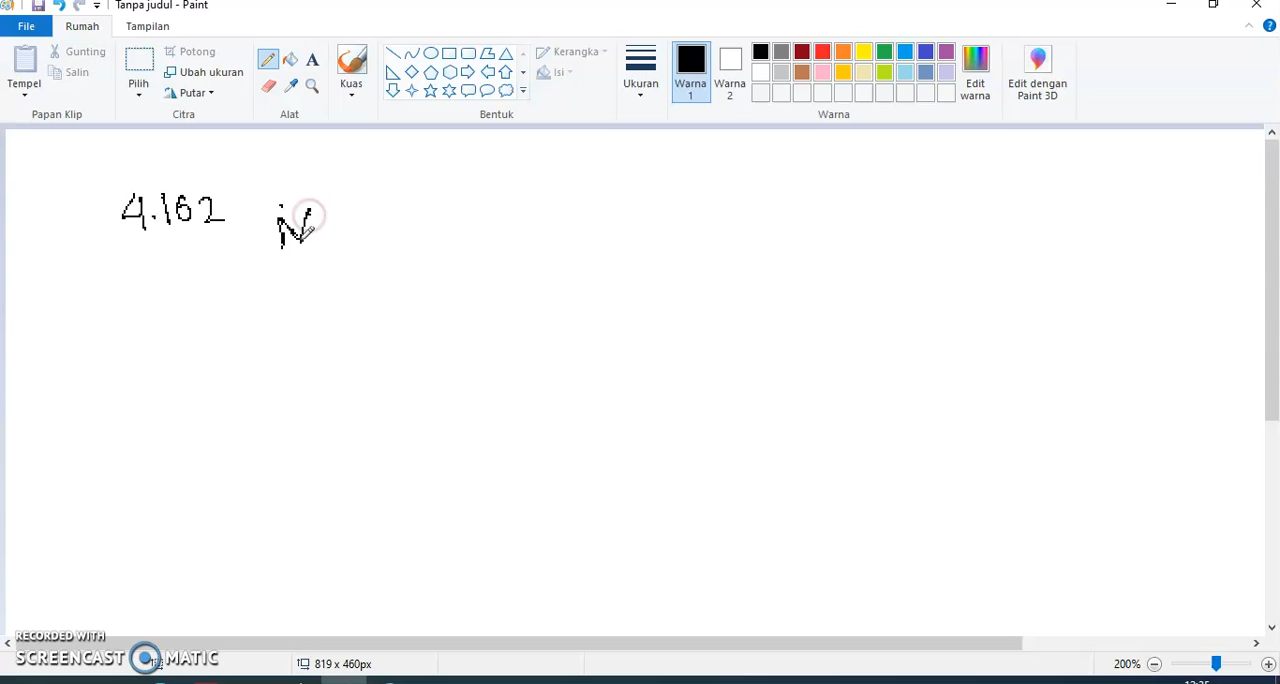 Tanpa judul - Paint
File Rumah Tampilan
Tempel Gunting Salin Pilih Potong Ubah ukuran Putar Kuas Kerangka Isi Ukuran Warna 1 Warna 2 Edit warna Edit dengan Paint 3D
Papan Klip Citra Alat Bentuk Warna
4.162 N
RECORDED WITH
SCREENCAST MATIC
819 x 460px 200%